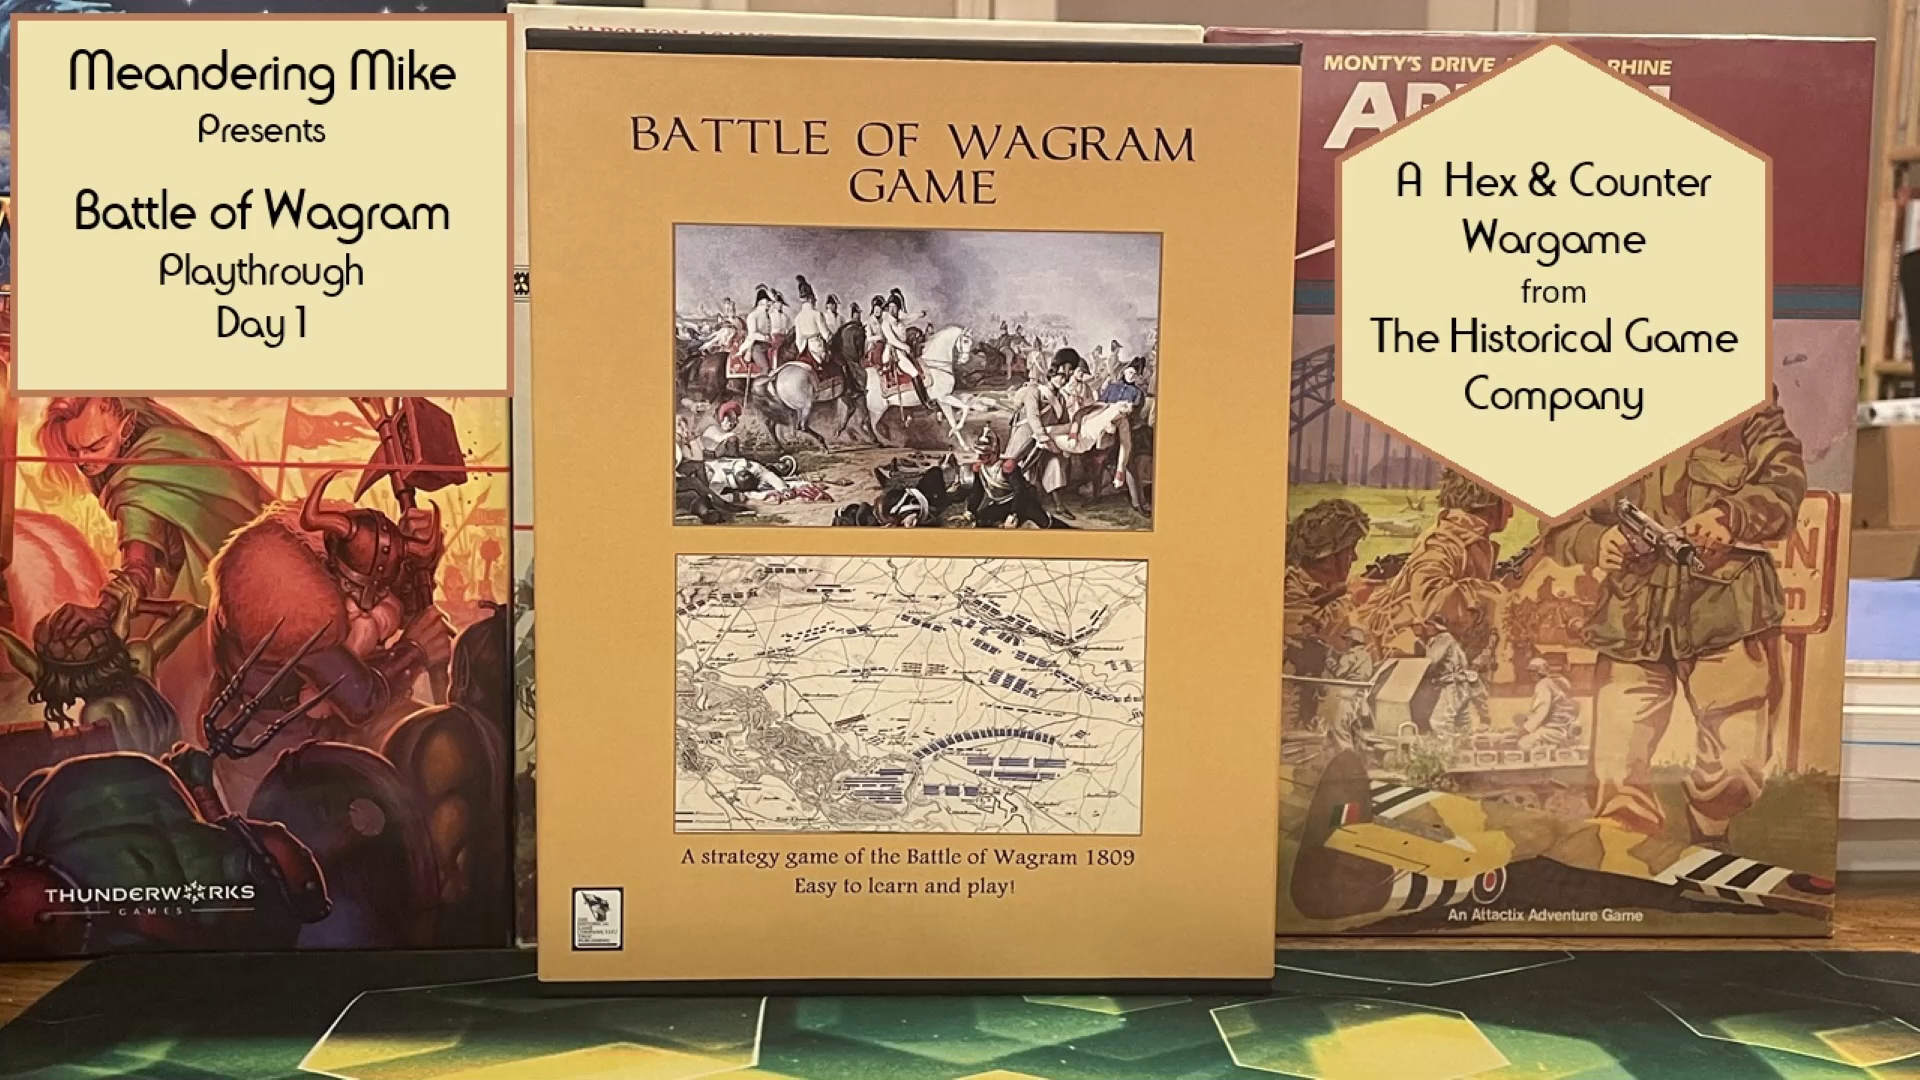 Meandering Mike
Presents
Battle of Wagram
Playthrough
Day 1
BATTLE OF WAGRAM
GAME
A strategy game of the Battle of Wagram 1809
Easy to learn and play!
MONTY'S DRIVE
RHINE
A Hex & Counter
Wargame
from
The Historical Game
Company
THUNDERWORKS
GAMES
An Attactix Adventure Game